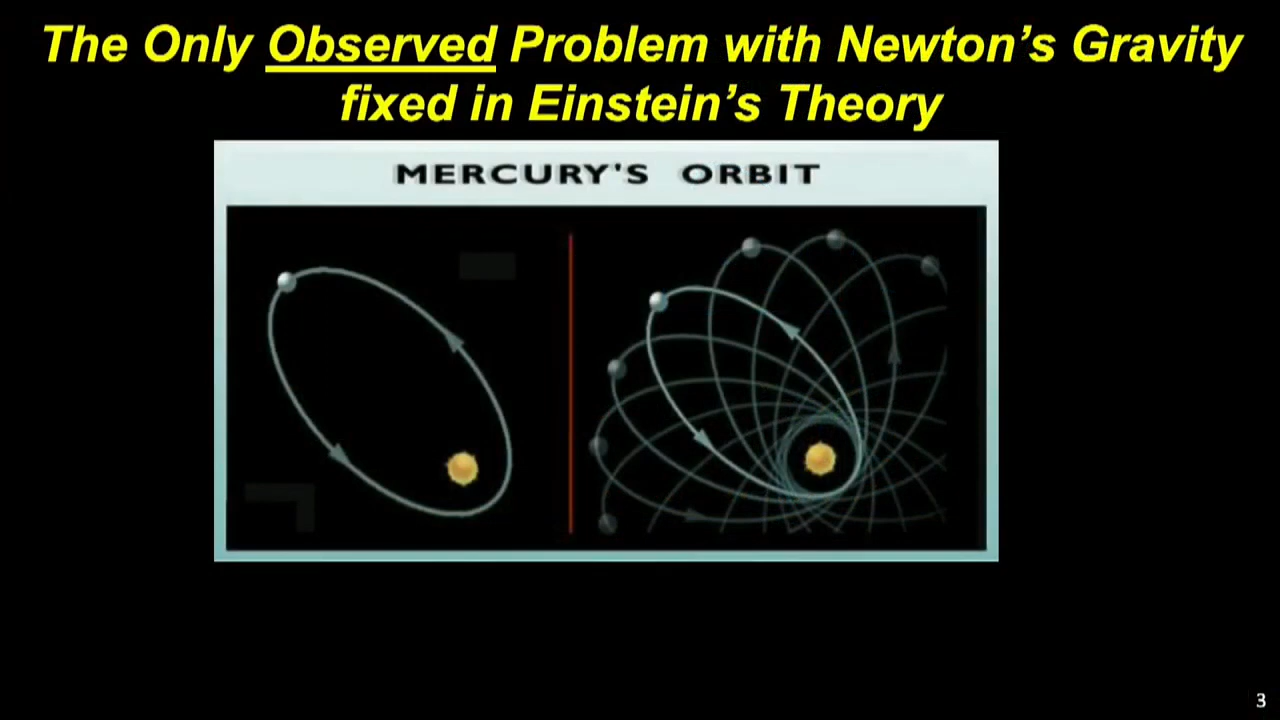 The Only Observed Problem with Newton’s Gravity
fixed in Einstein’s Theory
MERCURY'S ORBIT
3